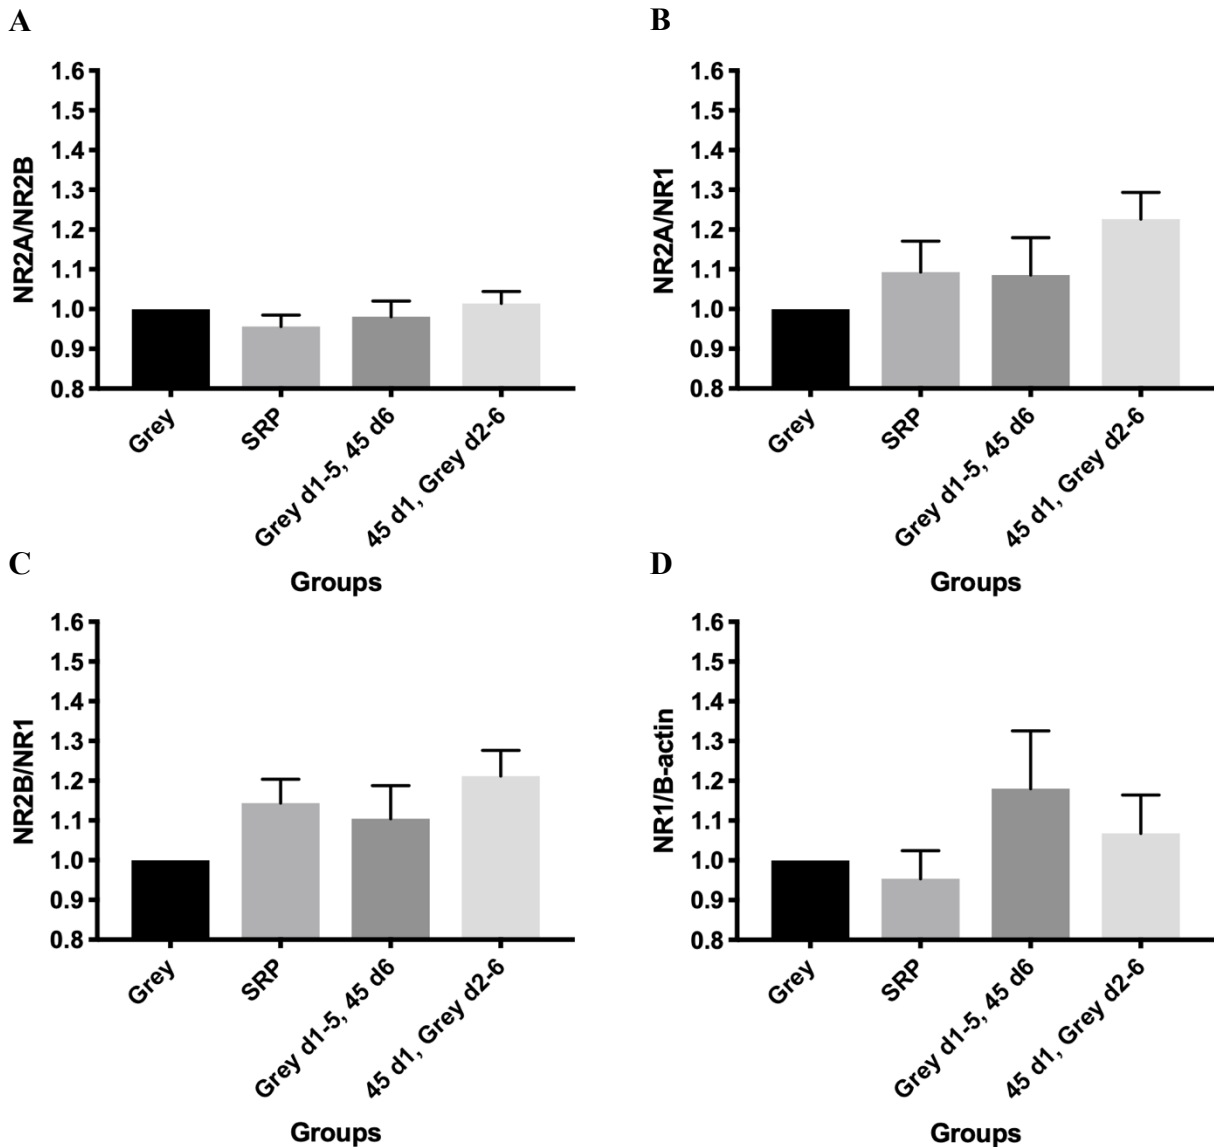 A
1.6
1.5
1.4
1.3
1.2
1.1
1.0
0.9
0.8
NR2A/NR2B
Grey
SRP
Grey d1-5, 45 d6
45 d1, Grey d2-6
Groups
B
1.6
1.5
1.4
1.3
1.2
1.1
1.0
0.9
0.8
NR2A/NR1
Grey
SRP
Grey d1-5, 45 d6
45 d1, Grey d2-6
Groups
C
1.6
1.5
1.4
1.3
1.2
1.1
1.0
0.9
0.8
NR2B/NR1
Grey
SRP
Grey d1-5, 45 d6
45 d1, Grey d2-6
Groups
D
1.6
1.5
1.4
1.3
1.2
1.1
1.0
0.9
0.8
NR1/B-actin
Grey
SRP
Grey d1-5, 45 d6
45 d1, Grey d2-6
Groups